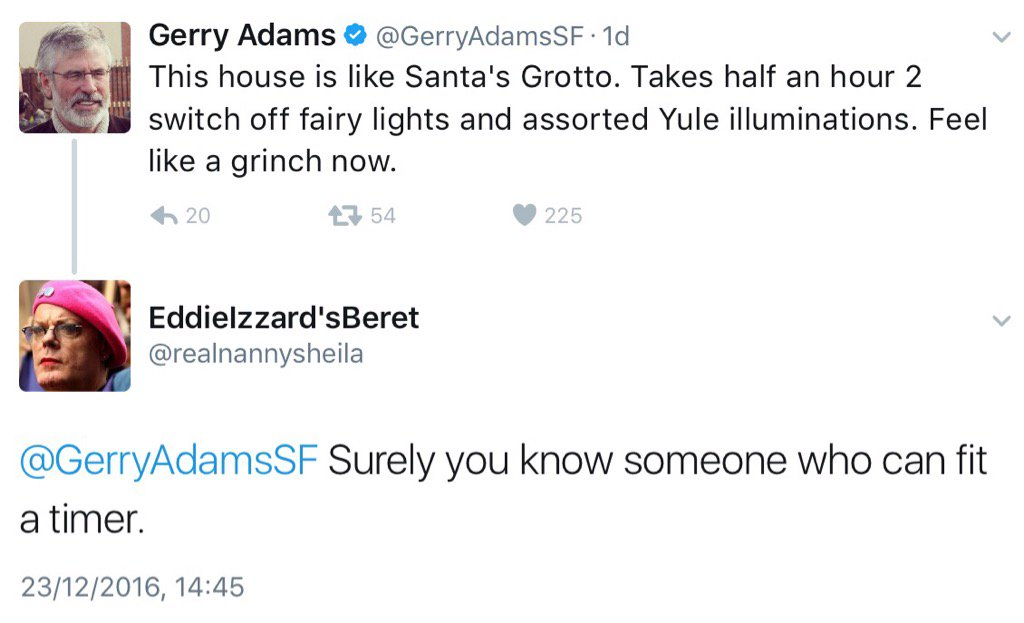 Gerry Adams @GerryAdamsSF · 1d
This house is like Santa's Grotto. Takes half an hour 2
switch off fairy lights and assorted Yule illuminations. Feel
like a grinch now.
20 54 225
EddieIzzard'sBeret
@realnannysheila
@GerryAdamsSF Surely you know someone who can fit
a timer.
23/12/2016, 14:45